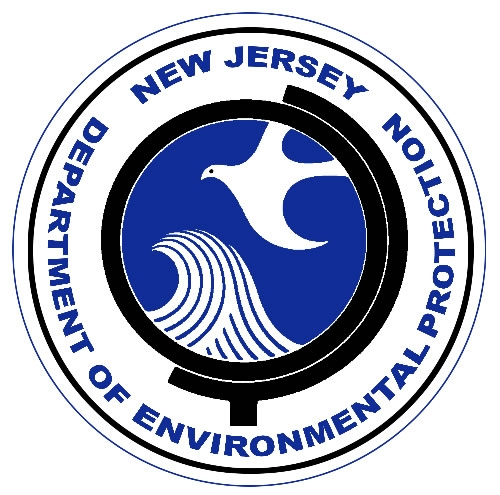 NEW JERSEY
DEPARTMENT OF ENVIRONMENTAL PROTECTION